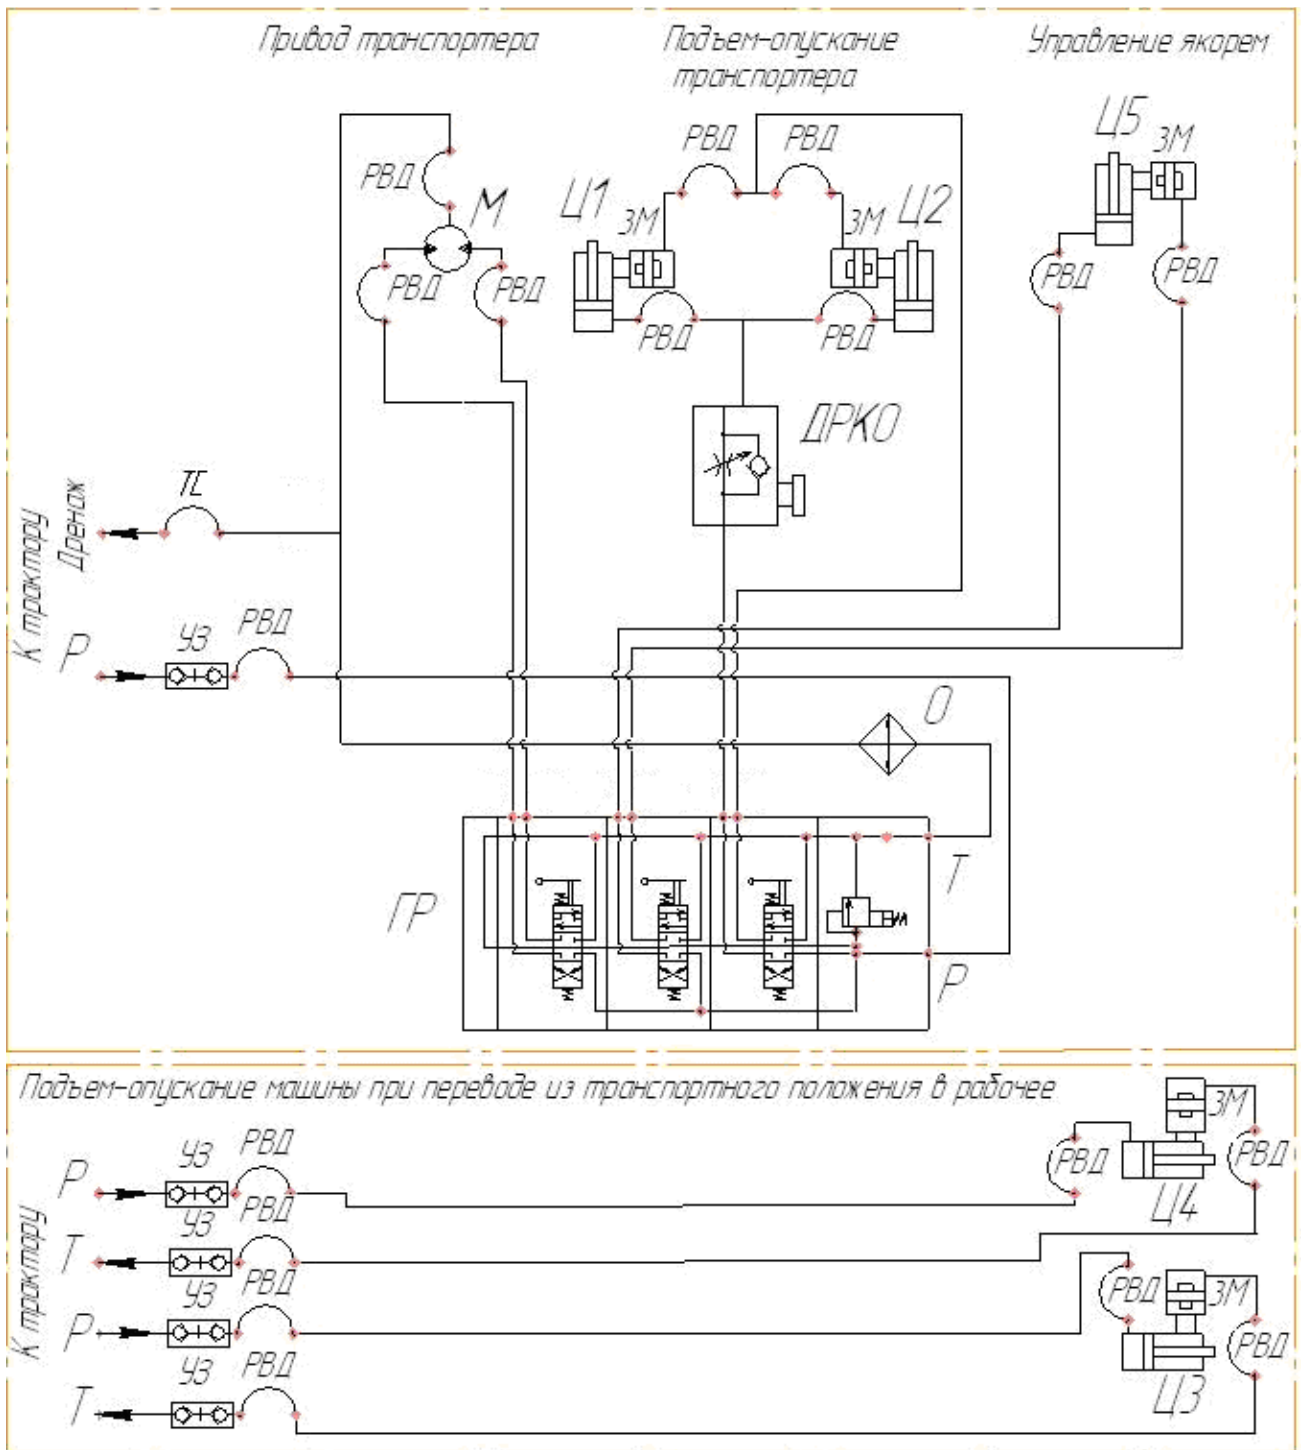 Привод транспортера
Подъем-опускание
транспортера
Управление якорем
РВД
М
РВД
РВД
РВД
РВД
Ц1
ЗМ
ЗМ
Ц2
РВД
РВД
Ц5
ЗМ
РВД
РВД
ДРКО
К трактору
Дренаж
ТС
Р
УЗ
РВД
О
ГР
Т
Р
Подъем-опускание машины при переводе из транспортного положения в рабочее
К трактору
Р
УЗ
РВД
РВД
ЗМ
РВД
Ц4
Т
УЗ
РВД
Р
УЗ
РВД
РВД
ЗМ
РВД
Ц3
Т
УЗ
РВД